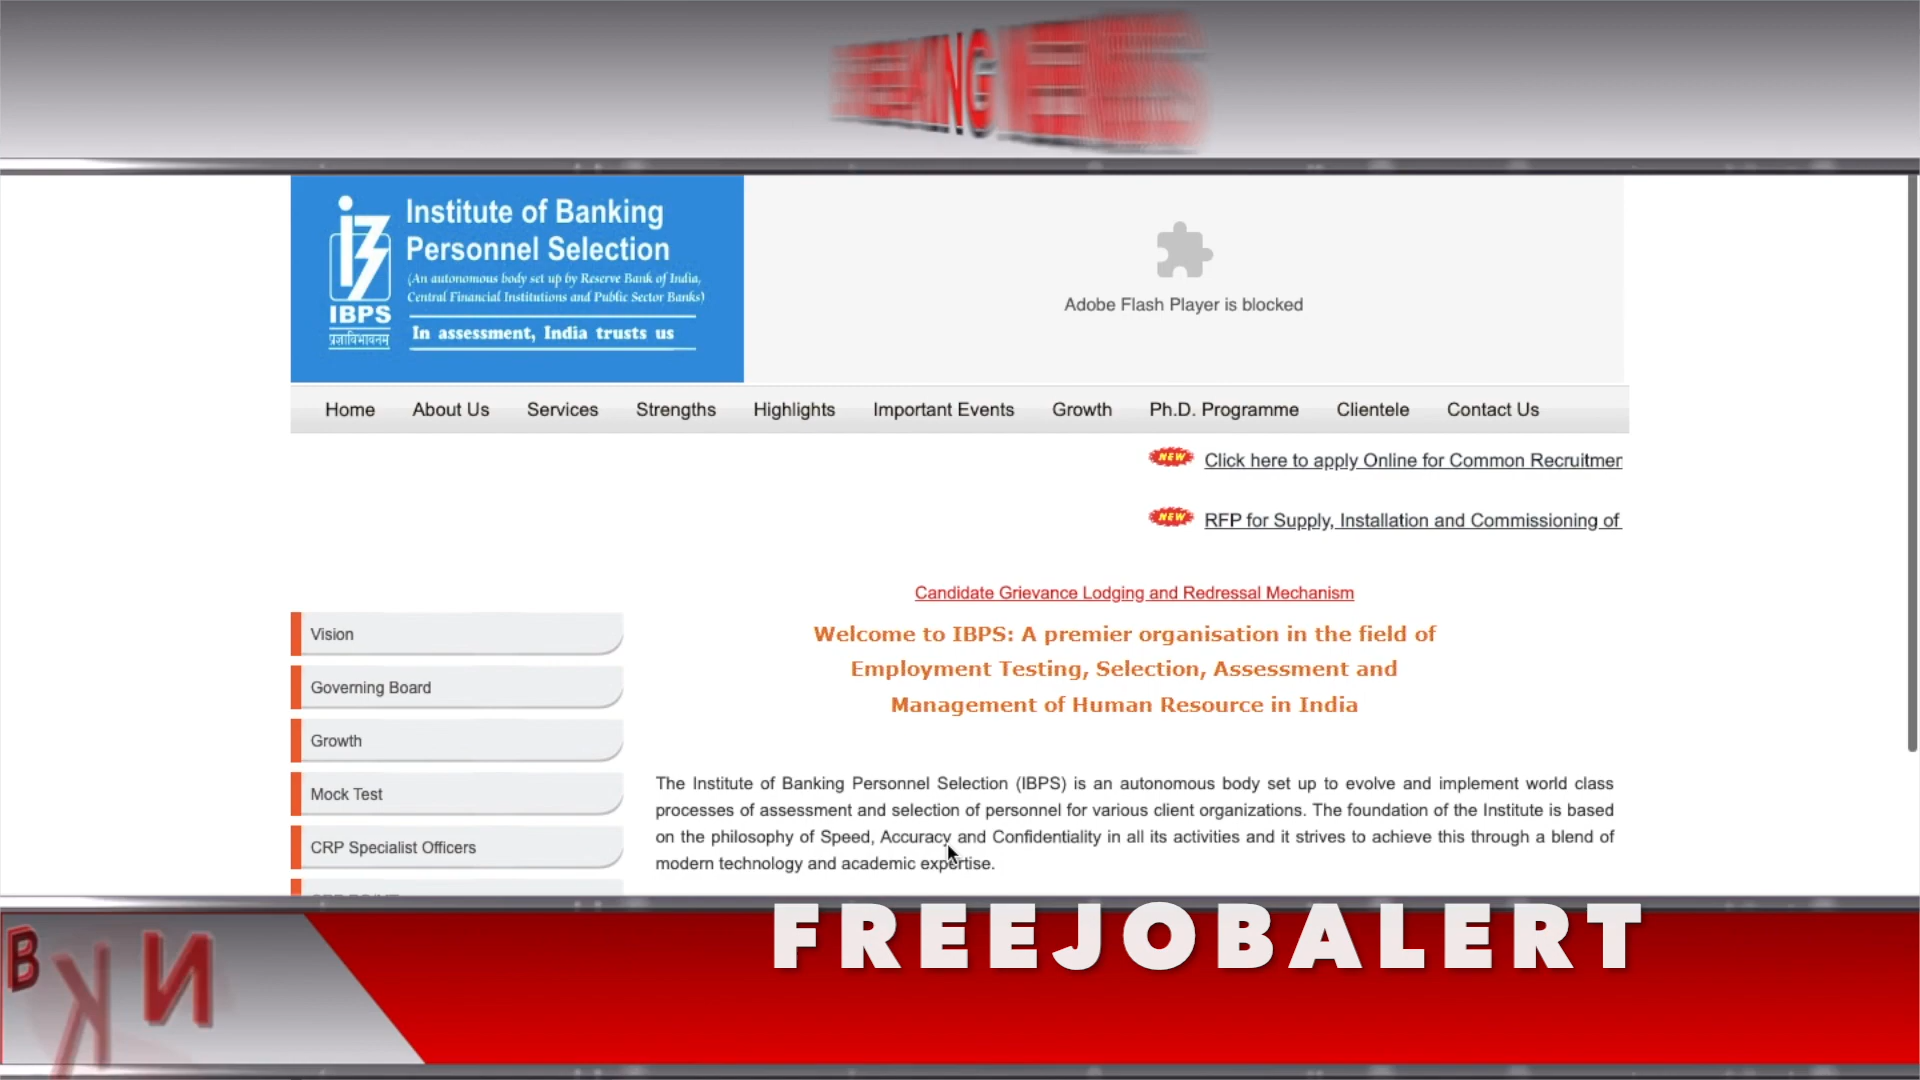 BREAKING NEWS
Institute of Banking
Personnel Selection
(An autonomous body set up by Reserve Bank of India,
Central Financial Institutions and Public Sector Banks)
IBPS
In assessment, India trusts us
प्रज्ञाविभावनम्
Adobe Flash Player is blocked
Home About Us Services Strengths Highlights Important Events Growth Ph.D. Programme Clientele Contact Us
NEW Click here to apply Online for Common Recruitmen
NEW RFP for Supply, Installation and Commissioning of
Candidate Grievance Lodging and Redressal Mechanism
Welcome to IBPS: A premier organisation in the field of
Employment Testing, Selection, Assessment and
Management of Human Resource in India
Vision
Governing Board
Growth
Mock Test
CRP Specialist Officers
The Institute of Banking Personnel Selection (IBPS) is an autonomous body set up to evolve and implement world class
processes of assessment and selection of personnel for various client organizations. The foundation of the Institute is based
on the philosophy of Speed, Accuracy and Confidentiality in all its activities and it strives to achieve this through a blend of
modern technology and academic expertise.
FREEJOBALERT
B K N